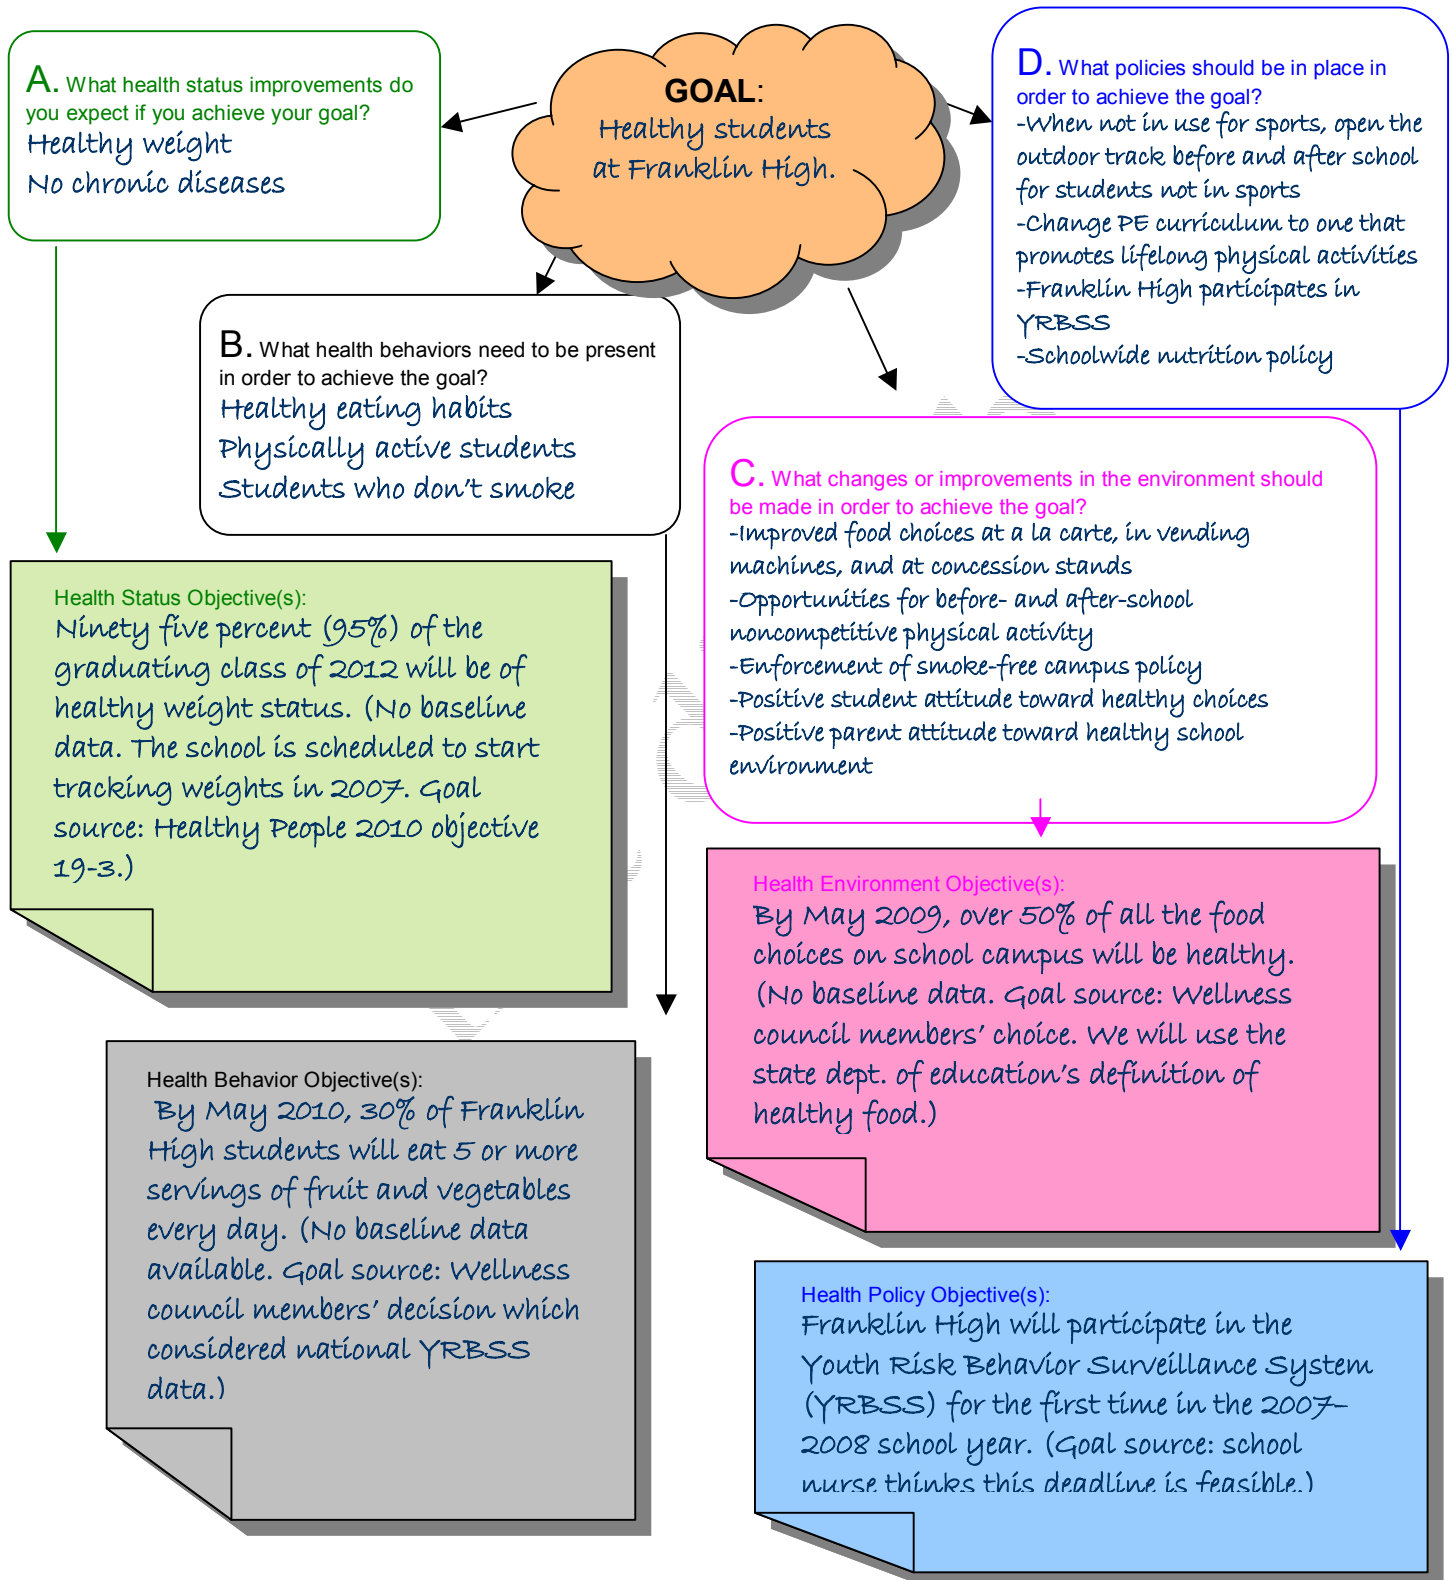 GOAL:
Healthy students
at Franklin High.
A. What health status improvements do
you expect if you achieve your goal?
Healthy weight
No chronic diseases
B. What health behaviors need to be present
in order to achieve the goal?
Healthy eating habits
Physically active students
Students who don't smoke
C. What changes or improvements in the environment should
be made in order to achieve the goal?
-Improved food choices at a la carte, in vending
machines, and at concession stands
-Opportunities for before- and after-school
noncompetitive physical activity
-Enforcement of smoke-free campus policy
-Positive student attitude toward healthy choices
-Positive parent attitude toward healthy school
environment
D. What policies should be in place in
order to achieve the goal?
-When not in use for sports, open the
outdoor track before and after school
for students not in sports
-Change PE curriculum to one that
promotes lifelong physical activities
-Franklin High participates in
YRBSS
-Schoolwide nutrition policy
Health Status Objective(s):
Ninety five percent (95%) of the
graduating class of 2012 will be of
healthy weight status. (No baseline
data. The school is scheduled to start
tracking weights in 2007. Goal
source: Healthy People 2010 objective
19-3.)
Health Behavior Objective(s):
By May 2010, 30% of Franklin
High students will eat 5 or more
servings of fruit and vegetables
every day. (No baseline data
available. Goal source: Wellness
council members' decision which
considered national YRBSS
data.)
Health Environment Objective(s):
By May 2009, over 50% of all the food
choices on school campus will be healthy.
(No baseline data. Goal source: Wellness
council members' choice. We will use the
state dept. of education's definition of
healthy food.)
Health Policy Objective(s):
Franklin High will participate in the
Youth Risk Behavior Surveillance System
(YRBSS) for the first time in the 2007-
2008 school year. (Goal source: school
nurse thinks this deadline is feasible.)